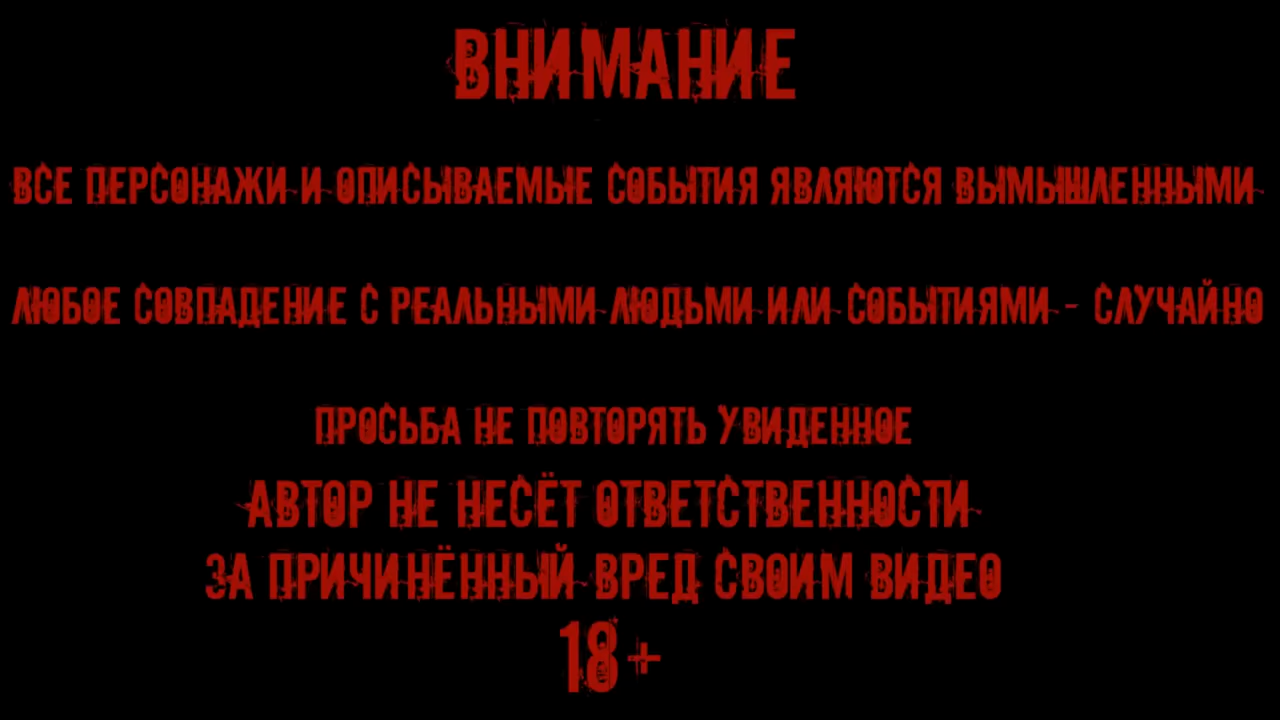 ВНИМАНИЕ
ВСЕ ПЕРСОНАЖИ И ОПИСЫВАЕМЫЕ СОБЫТИЯ ЯВЛЯЮТСЯ ВЫМЫШЛЕННЫМИ
ЛЮБОЕ СОВПАДЕНИЕ С РЕАЛЬНЫМИ ЛЮДЬМИ ИЛИ СОБЫТИЯМИ - СЛУЧАЙНО
ПРОСЬБА НЕ ПОВТОРЯТЬ УВИДЕННОЕ
АВТОР НЕ НЕСЁТ ОТВЕТСТВЕННОСТИ
ЗА ПРИЧИНЁННЫЙ ВРЕД СВОИМ ВИДЕО
18+